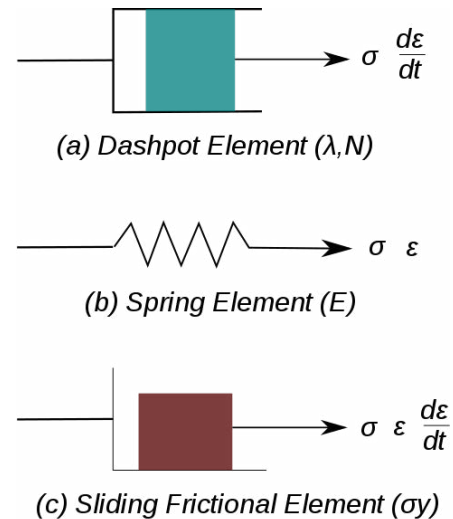 σ dε/dt
(a) Dashpot Element (λ,N)
σ ε
(b) Spring Element (E)
σ ε dε/dt
(c) Sliding Frictional Element (σy)